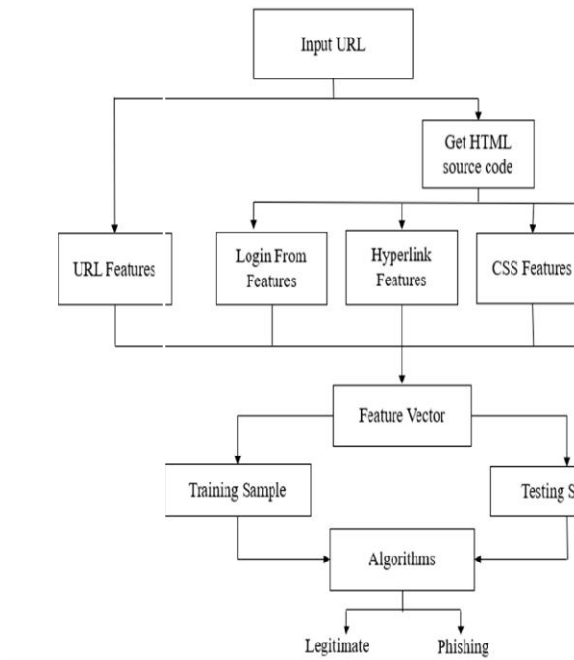 Input URL
Get HTML
source code
URL Features
Login From
Features
Hyperlink
Features
CSS Features
Feature Vector
Training Sample
Testing S
Algorithms
Legitimate
Phishing